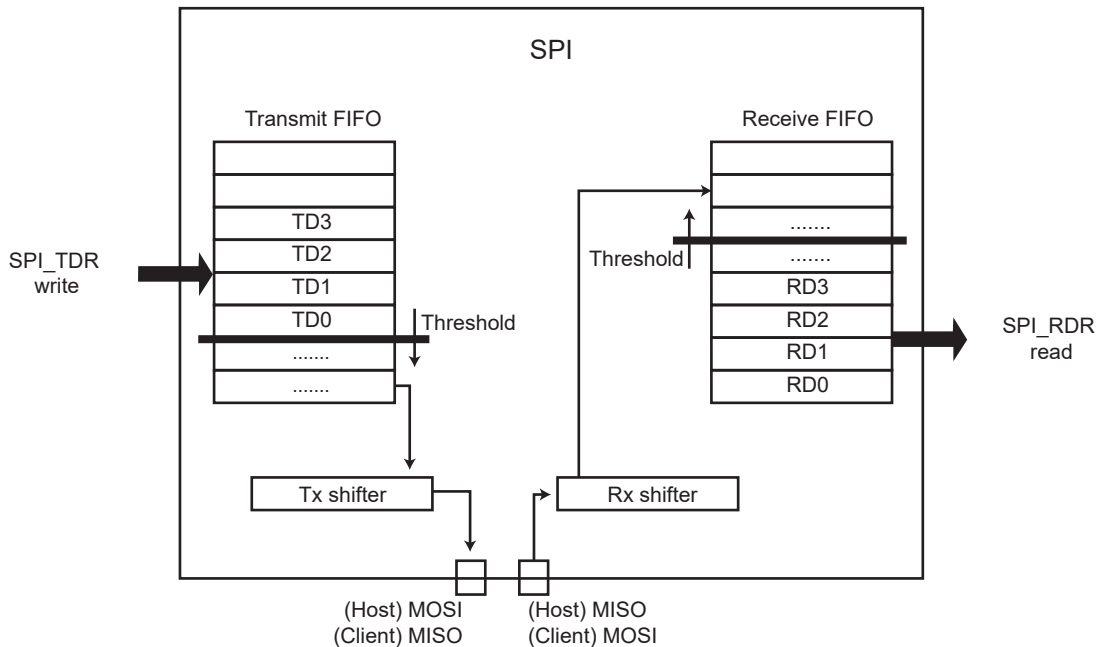 SPI
Transmit FIFO
Receive FIFO
TD3
TD2
TD1
TD0
.......
.......
SPI_TDR
write
Threshold
.......
.......
RD3
RD2
RD1
RD0
Threshold
SPI_RDR
read
Tx shifter
Rx shifter
(Host) MOSI
(Client) MISO
(Host) MISO
(Client) MOSI